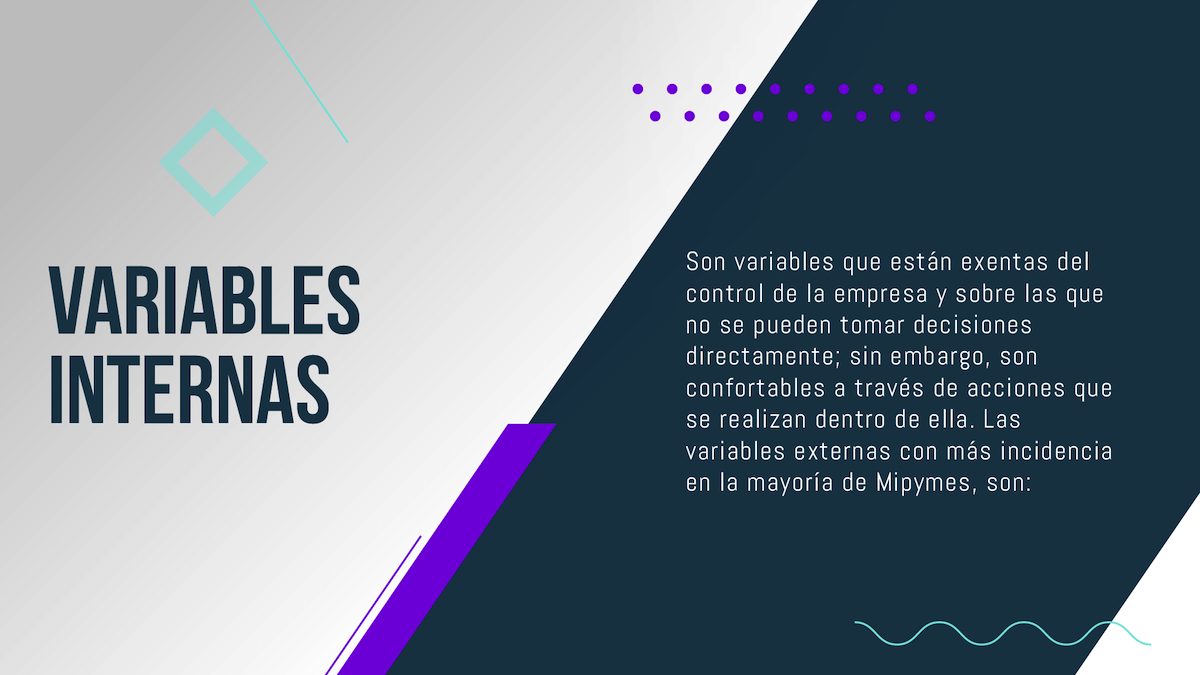 VARIABLES
INTERNAS
Son variables que están exentas del
control de la empresa y sobre las que
no se pueden tomar decisiones
directamente; sin embargo, son
confortables a través de acciones que
se realizan dentro de ella. Las
variables externas con más incidencia
en la mayoría de Mipymes, son: